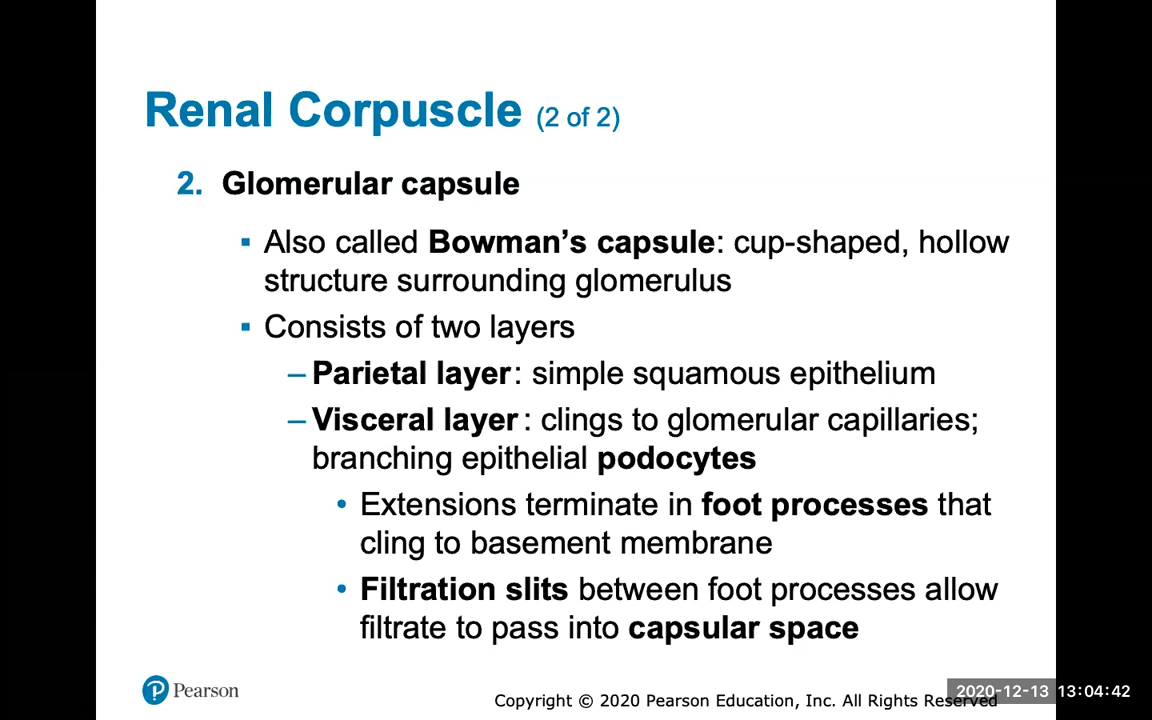 Renal Corpuscle (2 of 2)
2. Glomerular capsule
▪ Also called Bowman’s capsule: cup-shaped, hollow
structure surrounding glomerulus
▪ Consists of two layers
– Parietal layer: simple squamous epithelium
– Visceral layer: clings to glomerular capillaries;
branching epithelial podocytes
• Extensions terminate in foot processes that
cling to basement membrane
• Filtration slits between foot processes allow
filtrate to pass into capsular space
P Pearson
Copyright © 2020 Pearson Education, Inc. All Rights Reserved
2020-12-13 13:04:42